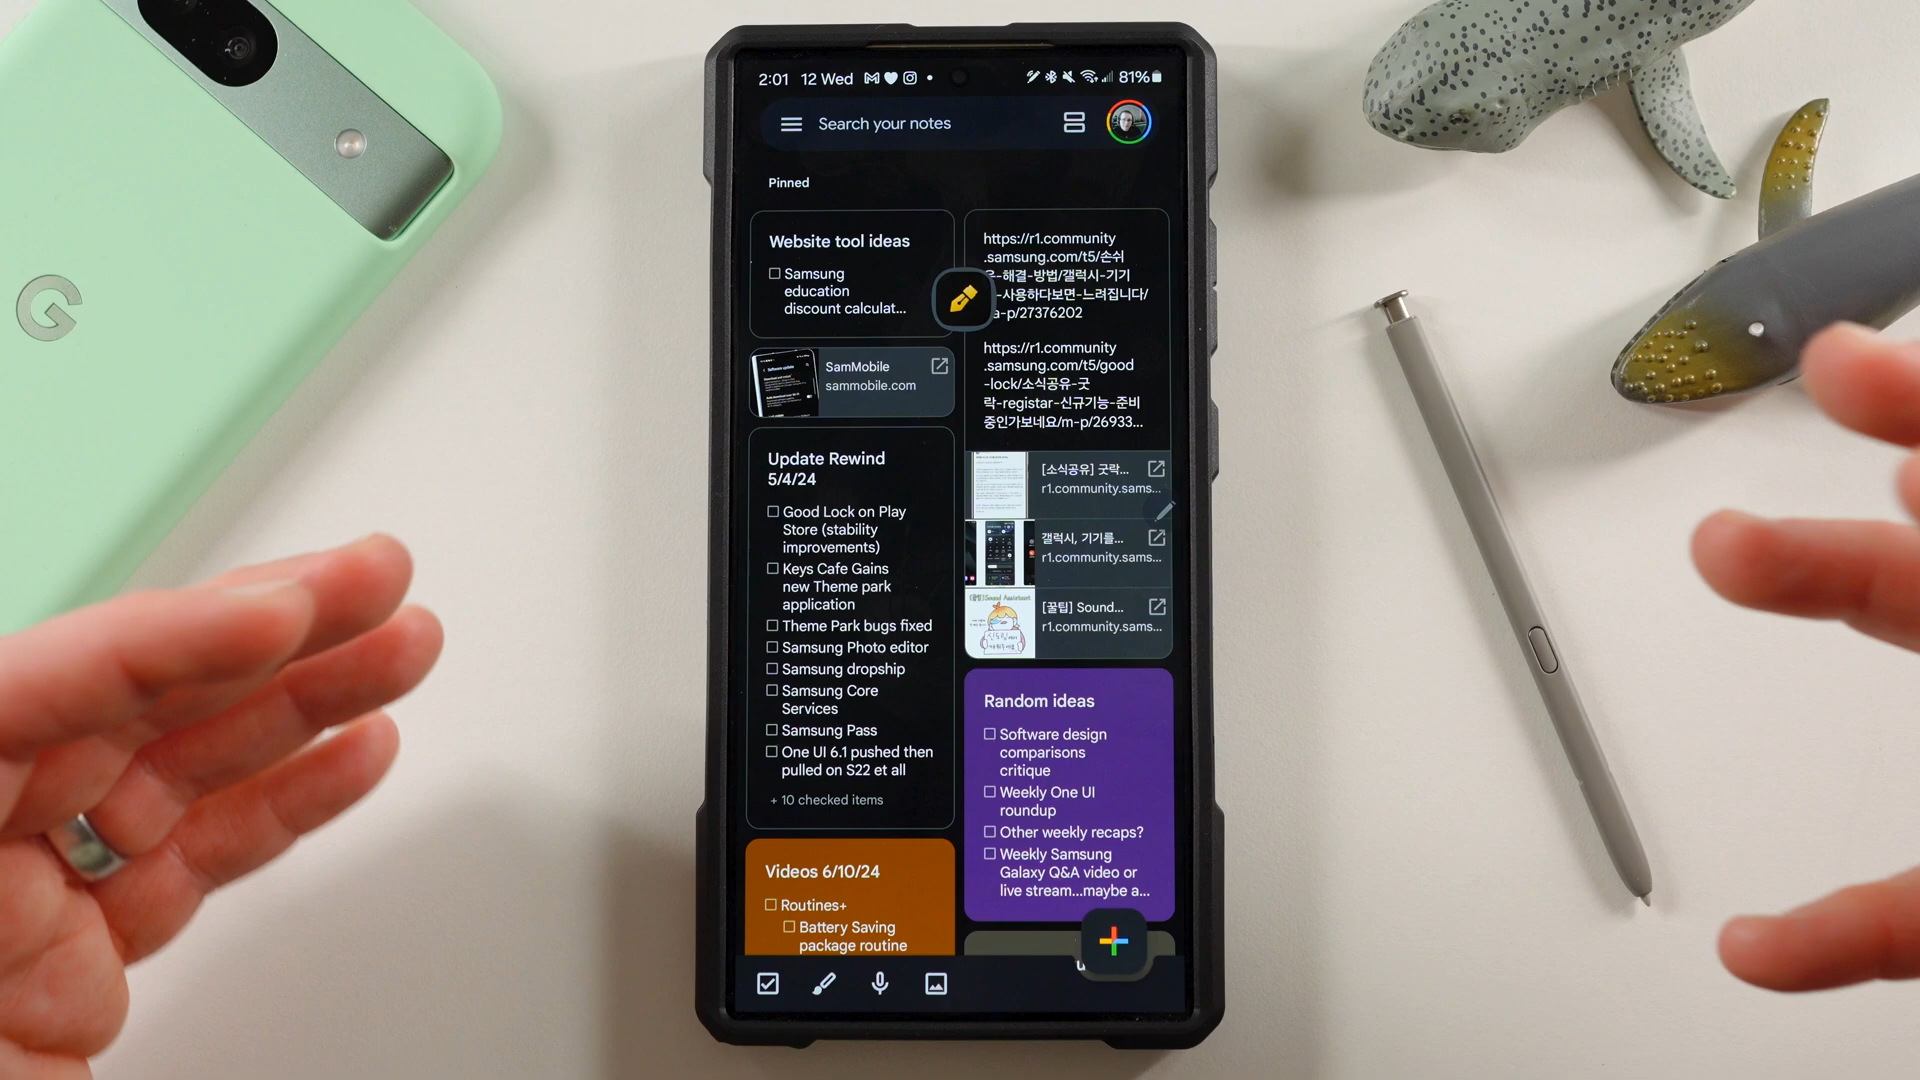 2:01 12 Wed
81%
Search your notes
Pinned
Website tool ideas
Samsung
education
discount calculat...
SamMobile
sammobile.com
Update Rewind
5/4/24
Good Lock on Play
Store (stability
improvements)
Keys Cafe Gains
new Theme park
application
Theme Park bugs fixed
Samsung Photo editor
Samsung dropship
Samsung Core
Services
Samsung Pass
One UI 6.1 pushed then
pulled on S22 et all
+ 10 checked items
Videos 6/10/24
Routines+
Battery Saving
package routine
https://r1.community
.samsung.com/t5/손쉬
-해결-방법/갤럭시-기기
-사용하다보면-느려집니다/
a-p/27376202
https://r1.community
.samsung.com/t5/good
-lock/소식공유-굿
락-registar-신규기능-준비
중인가보네요/m-p/26933...
[소식공유] 굿락...
r1.community.sams...
갤럭시, 기기를...
r1.community.sams...
[꿀팁] Sound Assistant
[꿀팁] Sound...
r1.community.sams...
Random ideas
Software design
comparisons
critique
Weekly One UI
roundup
Other weekly recaps?
Weekly Samsung
Galaxy Q&A video or
live stream...maybe a...
G